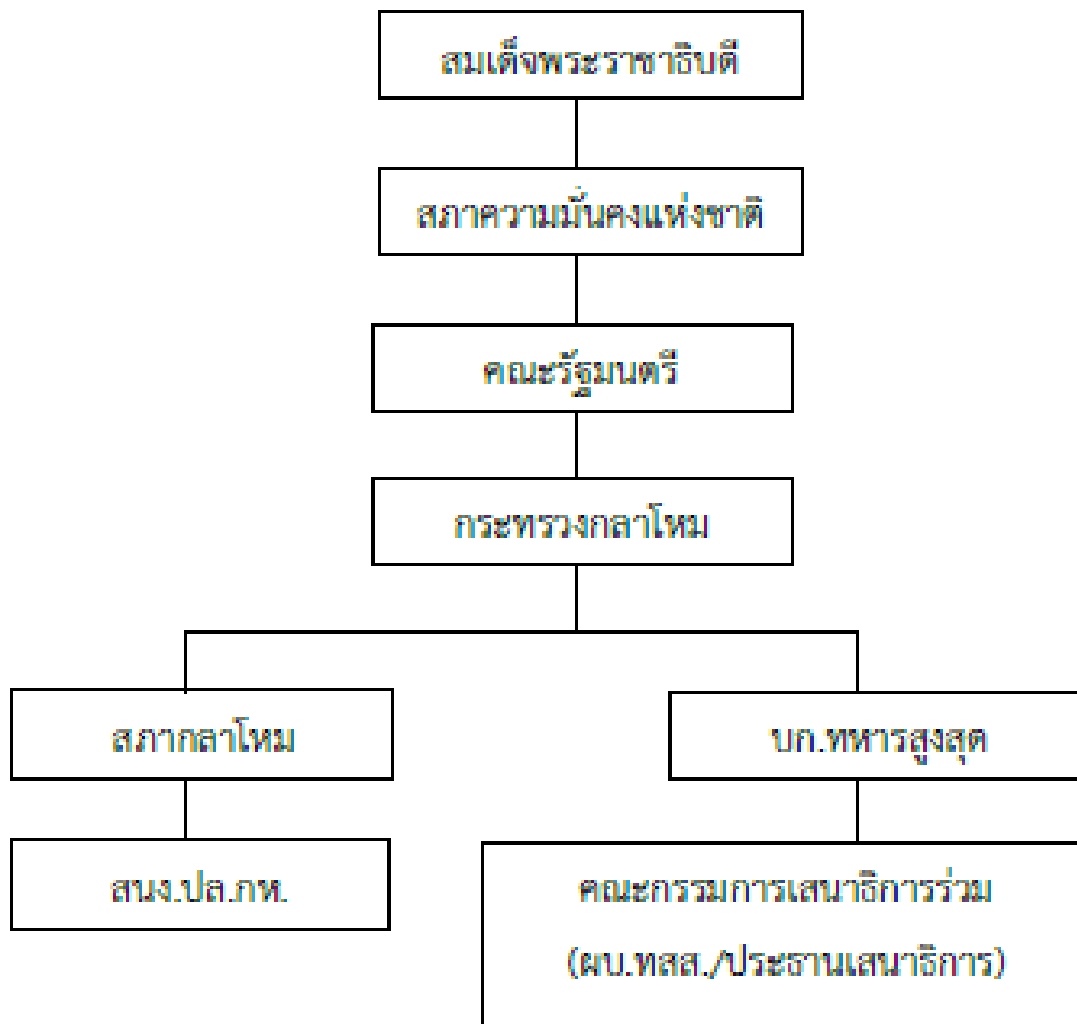 สมเด็จพระราชาธิบดี
สภาความมั่นคงแห่งชาติ
คณะรัฐมนตรี
กระทรวงกลาโหม
สภากลาโหม
บก.ทหารสูงสุด
สนง.ปล.กห.
คณะกรรมการเสนาธิการร่วม
(ผบ.ทสส./ประธานเสนาธิการ)